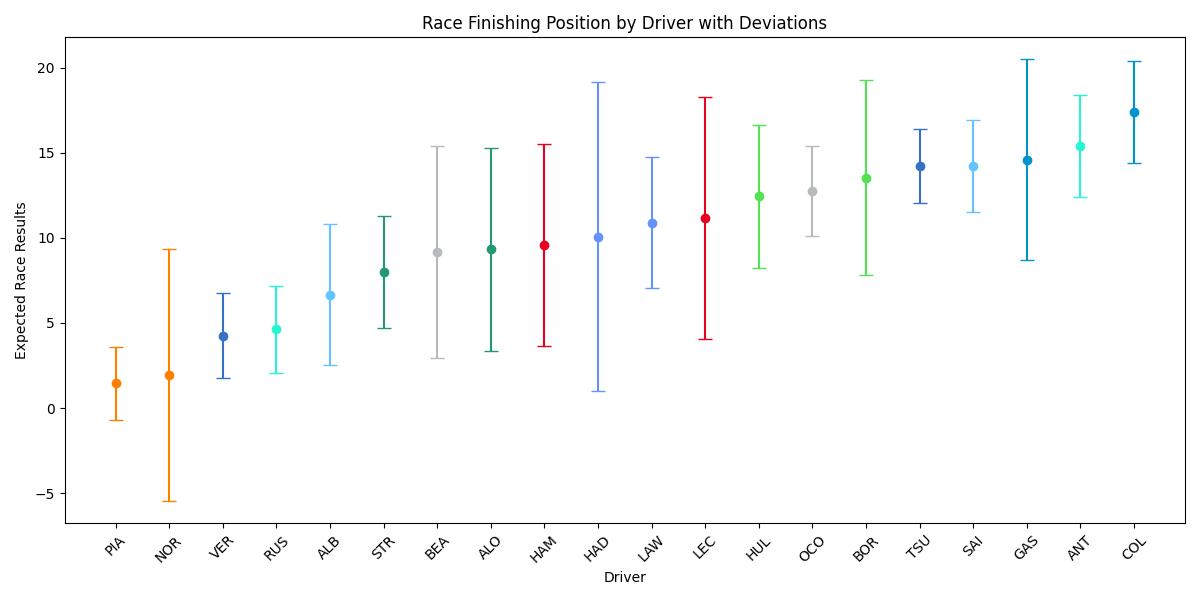 Race Finishing Position by Driver with Deviations
Expected Race Results
20
15
10
5
0
−5
PIA NOR VER RUS ALB STR BEA ALO HAM HAD LAW LEC HUL OCO BOR TSU SAI GAS ANT COL
Driver